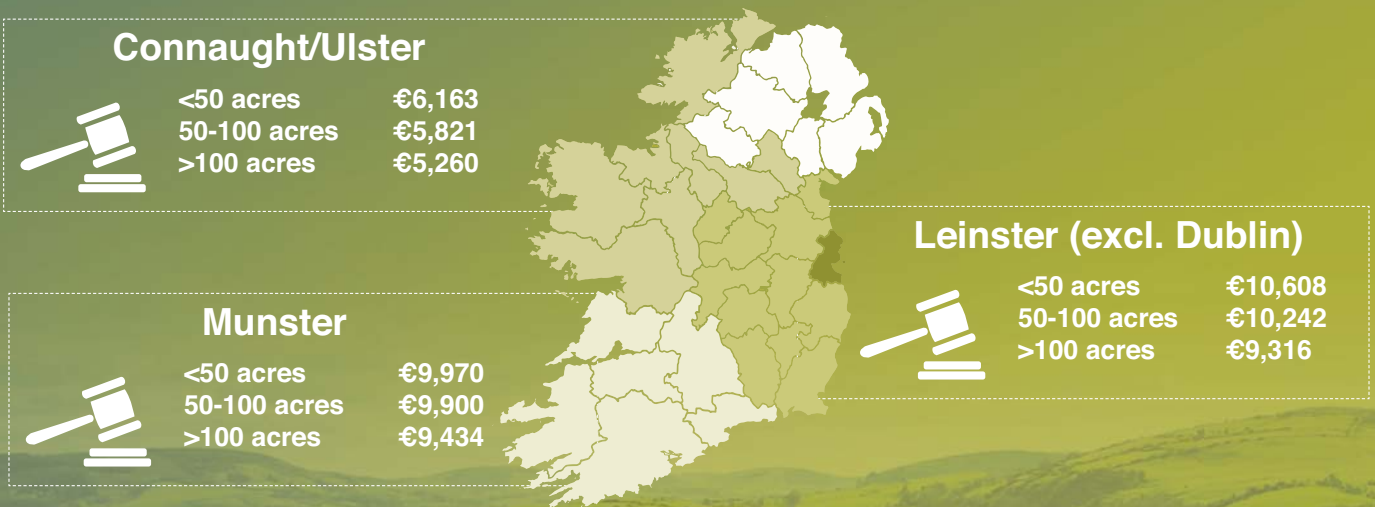 Connaught/Ulster
<50 acres €6,163
50-100 acres €5,821
>100 acres €5,260
Leinster (excl. Dublin)
<50 acres €10,608
50-100 acres €10,242
>100 acres €9,316
Munster
<50 acres €9,970
50-100 acres €9,900
>100 acres €9,434